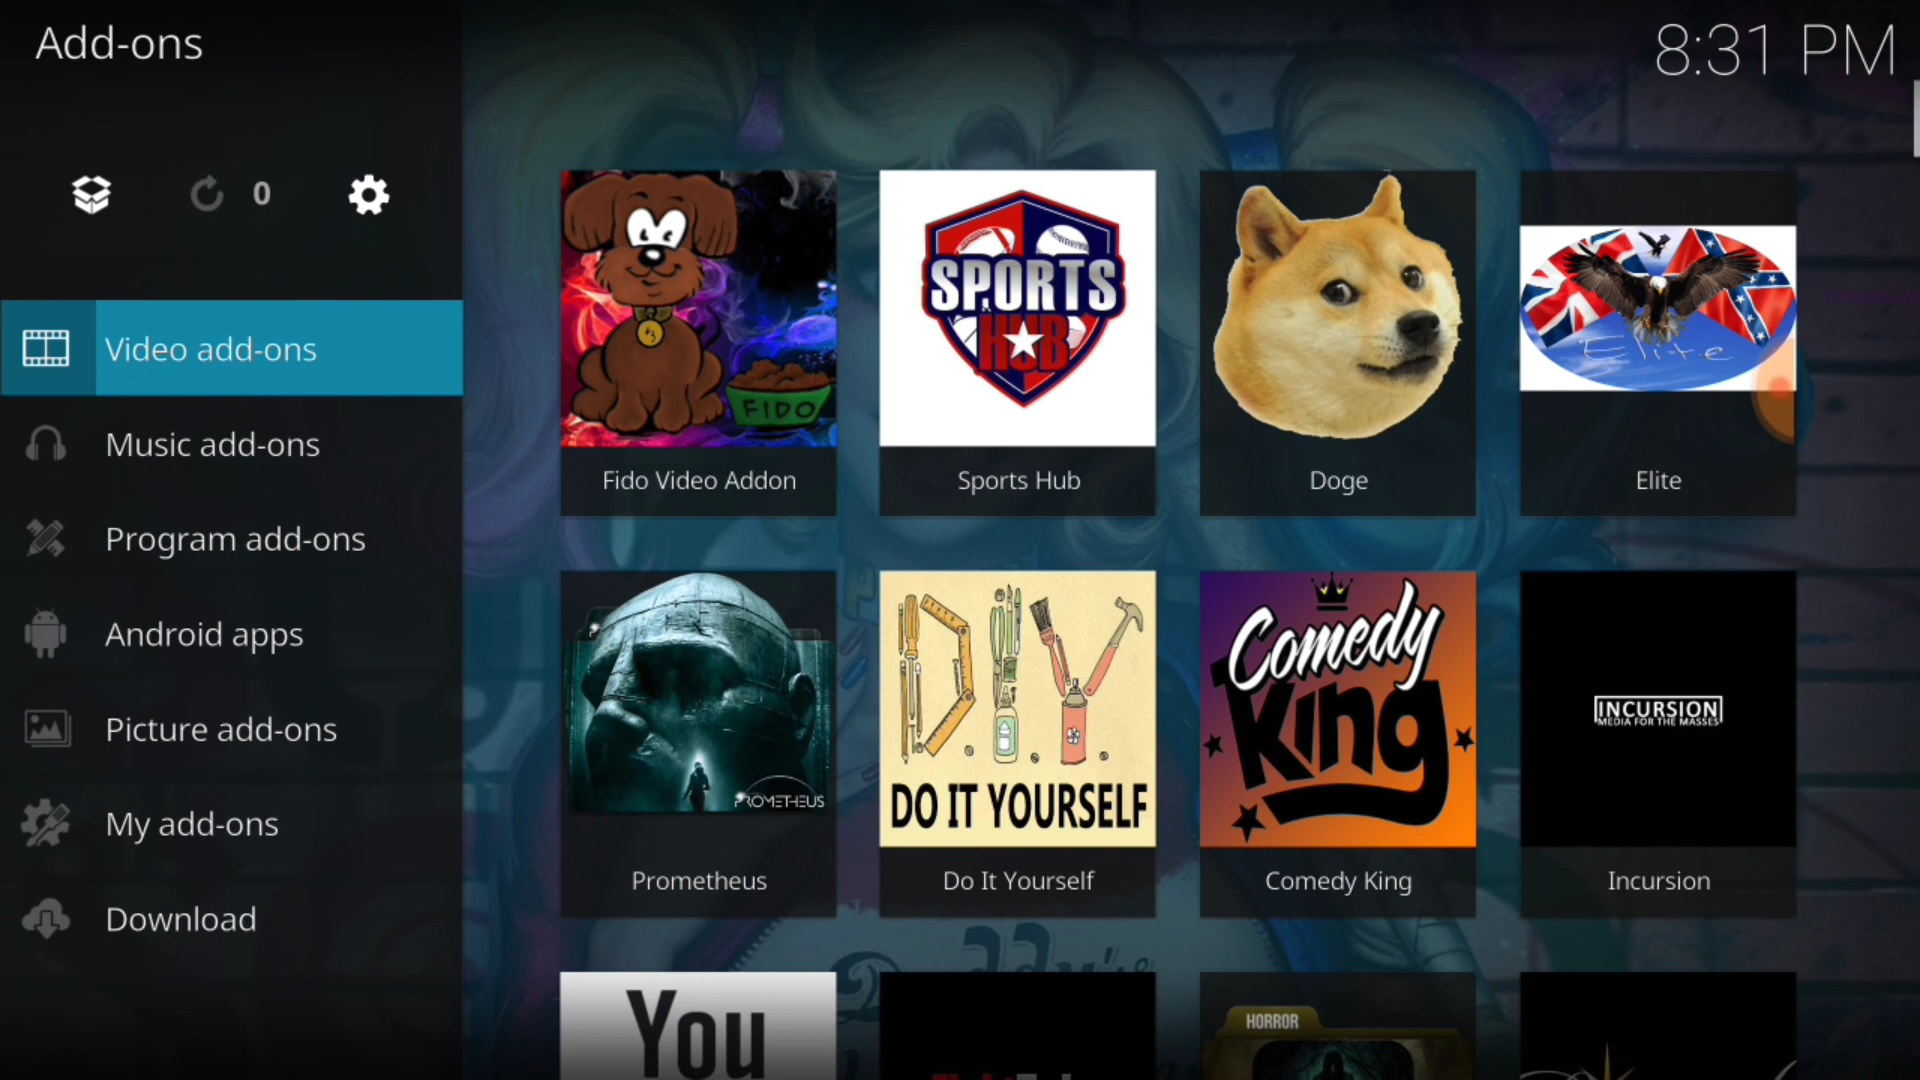 Add-ons
8:31 PM
0
Video add-ons
Music add-ons
Program add-ons
Android apps
Picture add-ons
My add-ons
Download
FIDO
Fido Video Addon
SPORTS
HUB
Sports Hub
Doge
Elite
Elite
PROMETHEUS
Prometheus
D.I.Y.
DO IT YOURSELF
Do It Yourself
Comedy
King
Comedy King
INCURSION
MEDIA FOR THE MASSES
Incursion
You
HORROR